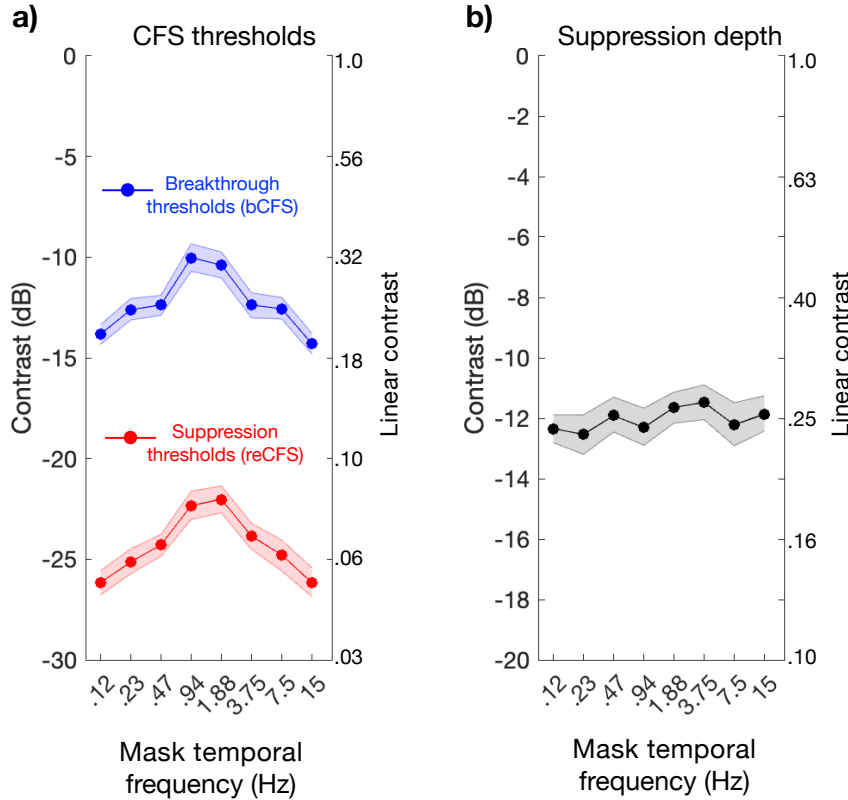 a)
CFS thresholds
Contrast (dB)
-0
-5
-10
-15
-20
-25
-30
1.0
.56
.32
.18
.10
.06
.03
Linear contrast
Breakthrough
thresholds (bCFS)
Suppression
thresholds (reCFS)
.12
.23
.47
.94
1.88
3.75
7.5
15
Mask temporal
frequency (Hz)
b)
Suppression depth
Contrast (dB)
0
-2
-4
-6
-8
-10
-12
-14
-16
-18
-20
1.0
.63
.40
.25
.16
.10
Linear contrast
.12
.23
.47
.94
1.88
3.75
7.5
15
Mask temporal
frequency (Hz)